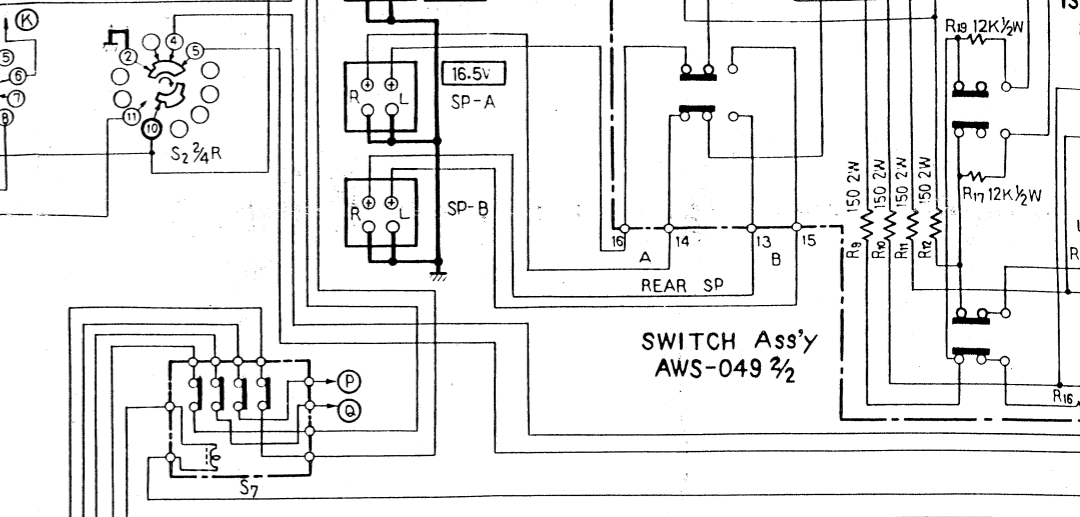 K
5
6
7
8
2
4
5
11
10
S2 2/4R
16.5V
SP-A
R L
SP-B
R L
16
14
13
15
A
B
REAR SP
SWITCH Ass'y
AWS-049 2/2
R19 12K 1/2W
R17 12K 1/2W
150 2W
150 2W
150 2W
150 2W
R9
R10
R11
R12
R16
P
Q
S7